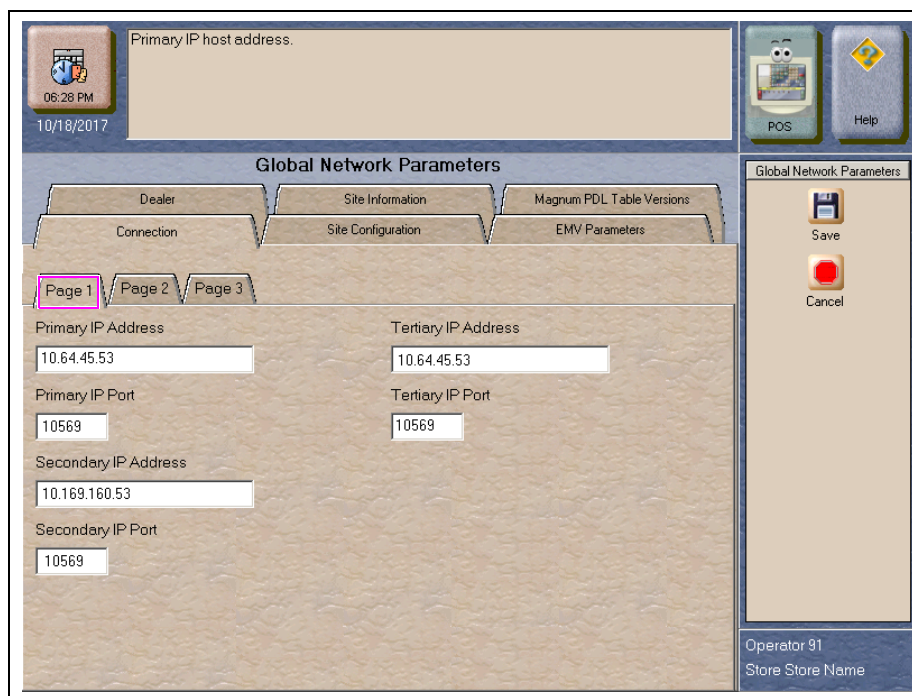 Primary IP host address.
06:28 PM
10/18/2017
POS
Help
Global Network Parameters
Dealer
Site Information
Magnum PDL Table Versions
Connection
Site Configuration
EMV Parameters
Page 1
Page 2
Page 3
Primary IP Address
10.64.45.53
Primary IP Port
10569
Secondary IP Address
10.169.160.53
Secondary IP Port
10569
Tertiary IP Address
10.64.45.53
Tertiary IP Port
10569
Global Network Parameters
Save
Cancel
Operator 91
Store Store Name